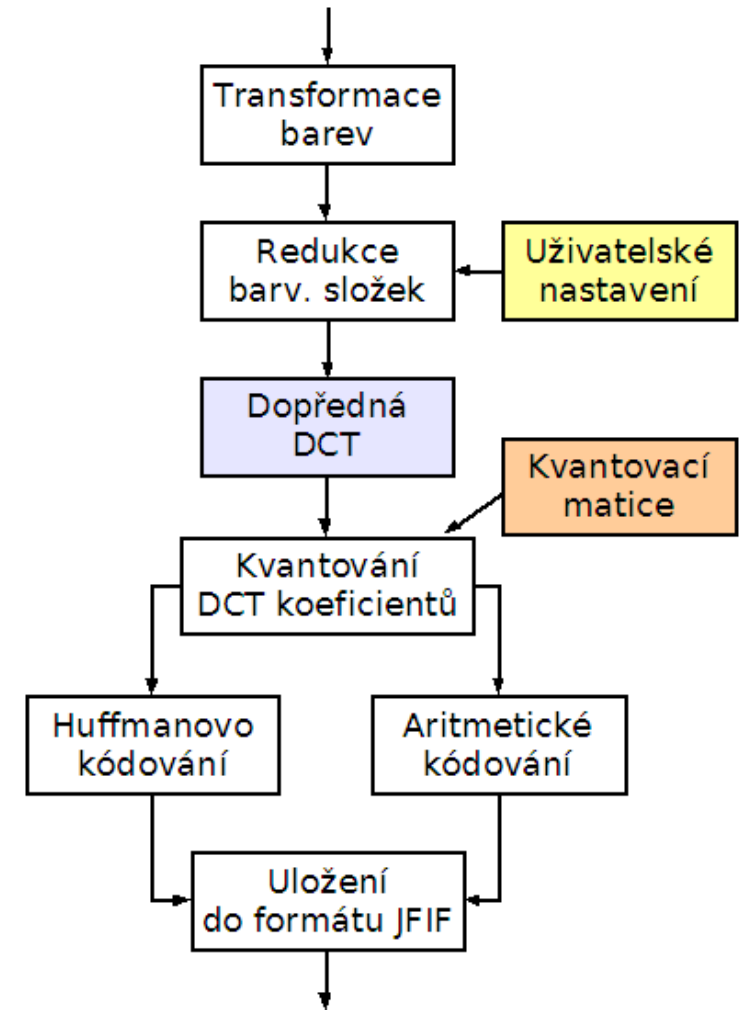 Transformace
barev
Redukce
barv. složek
Uživatelské
nastavení
Dopředná
DCT
Kvantovací
matice
Kvantování
DCT koeficientů
Huffmanovo
kódování
Aritmetické
kódování
Uložení
do formátu JFIF